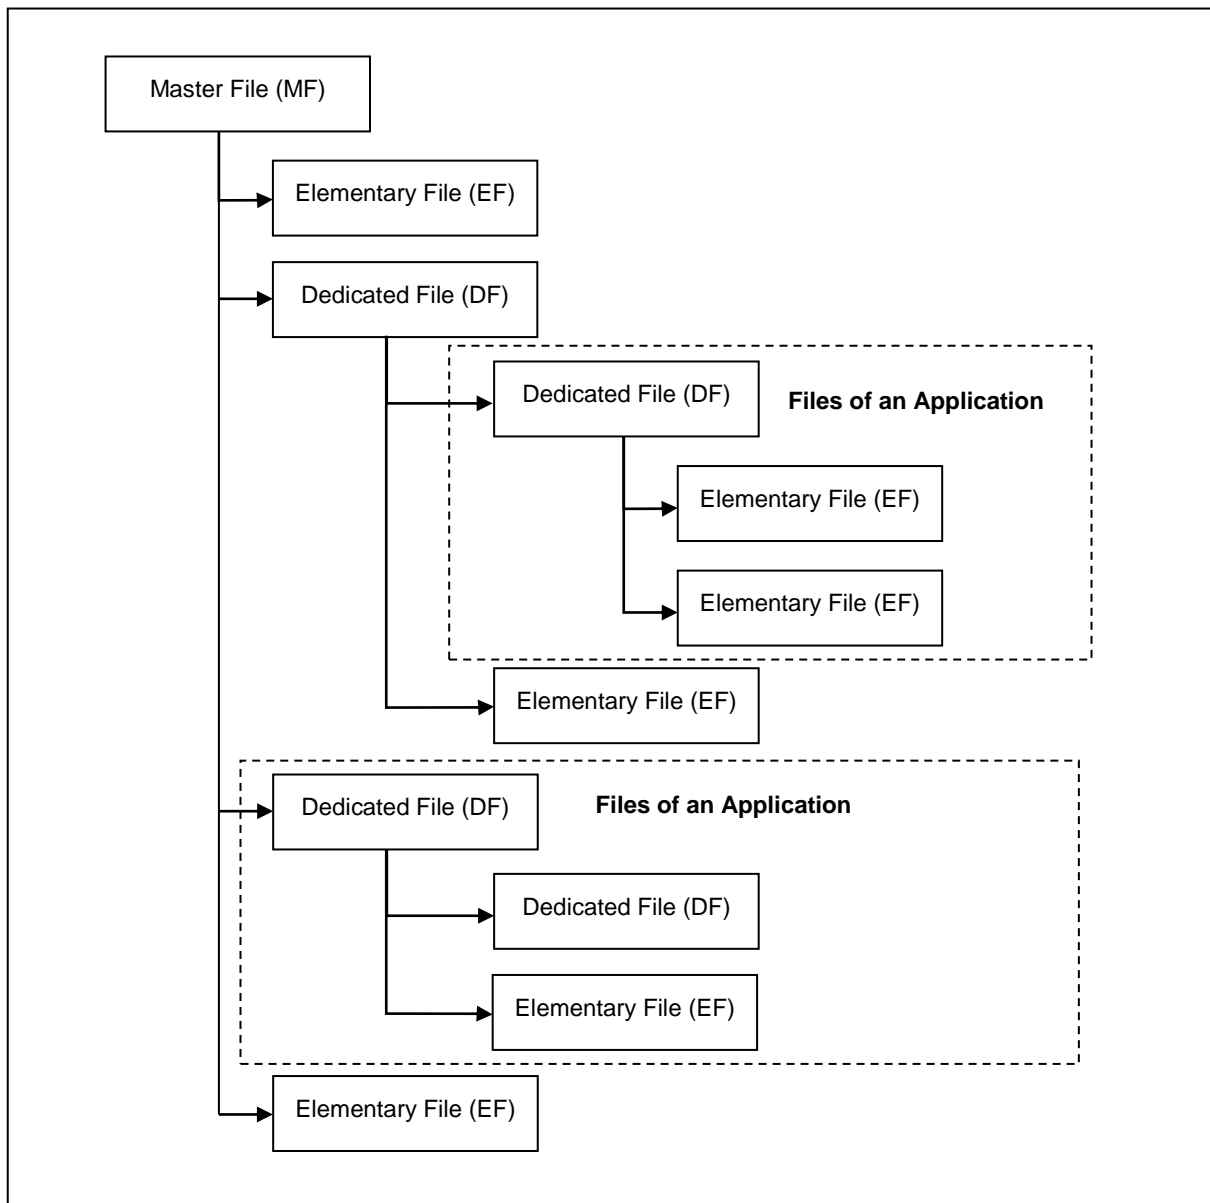 Master File (MF)
Elementary File (EF)
Dedicated File (DF)
Dedicated File (DF)
Files of an Application
Elementary File (EF)
Elementary File (EF)
Elementary File (EF)
Dedicated File (DF)
Files of an Application
Dedicated File (DF)
Elementary File (EF)
Elementary File (EF)